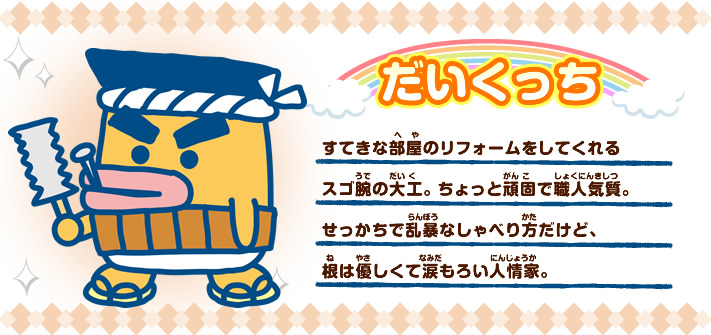 だいくっち
すてきな部屋のリフォームをしてくれる
スゴ腕の大工。ちょっと頑固で職人気質。
せっかちで乱暴なしゃべり方だけど、
根は優しくて涙もろい人情家。